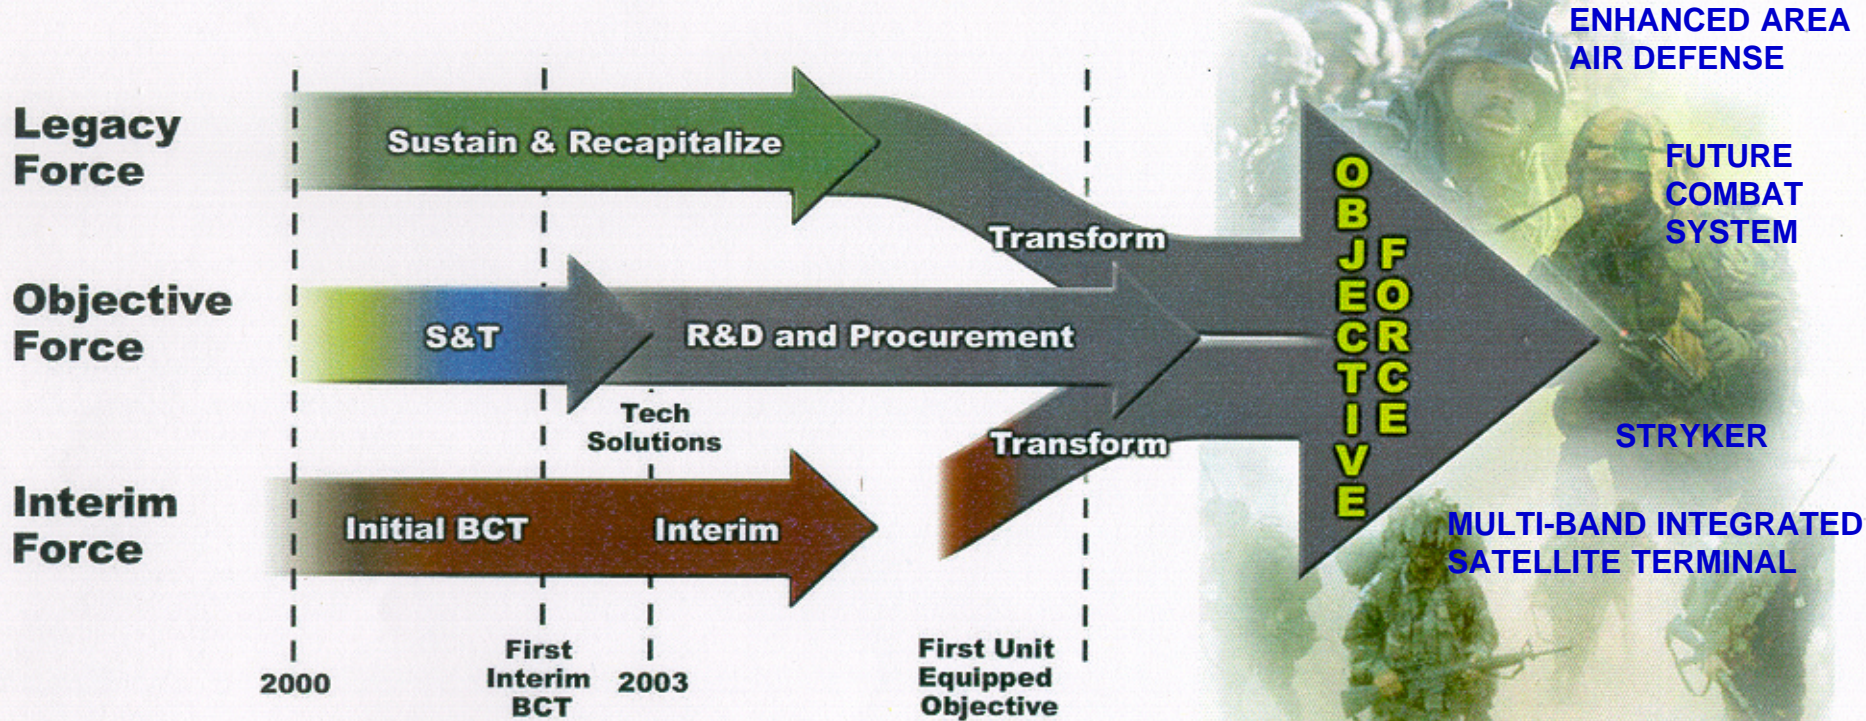 ENHANCED AREA
AIR DEFENSE
Legacy
Force
Sustain & Recapitalize
FUTURE
COMBAT
SYSTEM
Transform
OBJECTIVE
FORCE
Objective
Force
S&T
R&D and Procurement
Tech
Solutions
Transform
STRYKER
Interim
Force
Initial BCT
Interim
MULTI-BAND INTEGRATED
SATELLITE TERMINAL
2000
First
Interim
BCT
2003
First Unit
Equipped
Objective